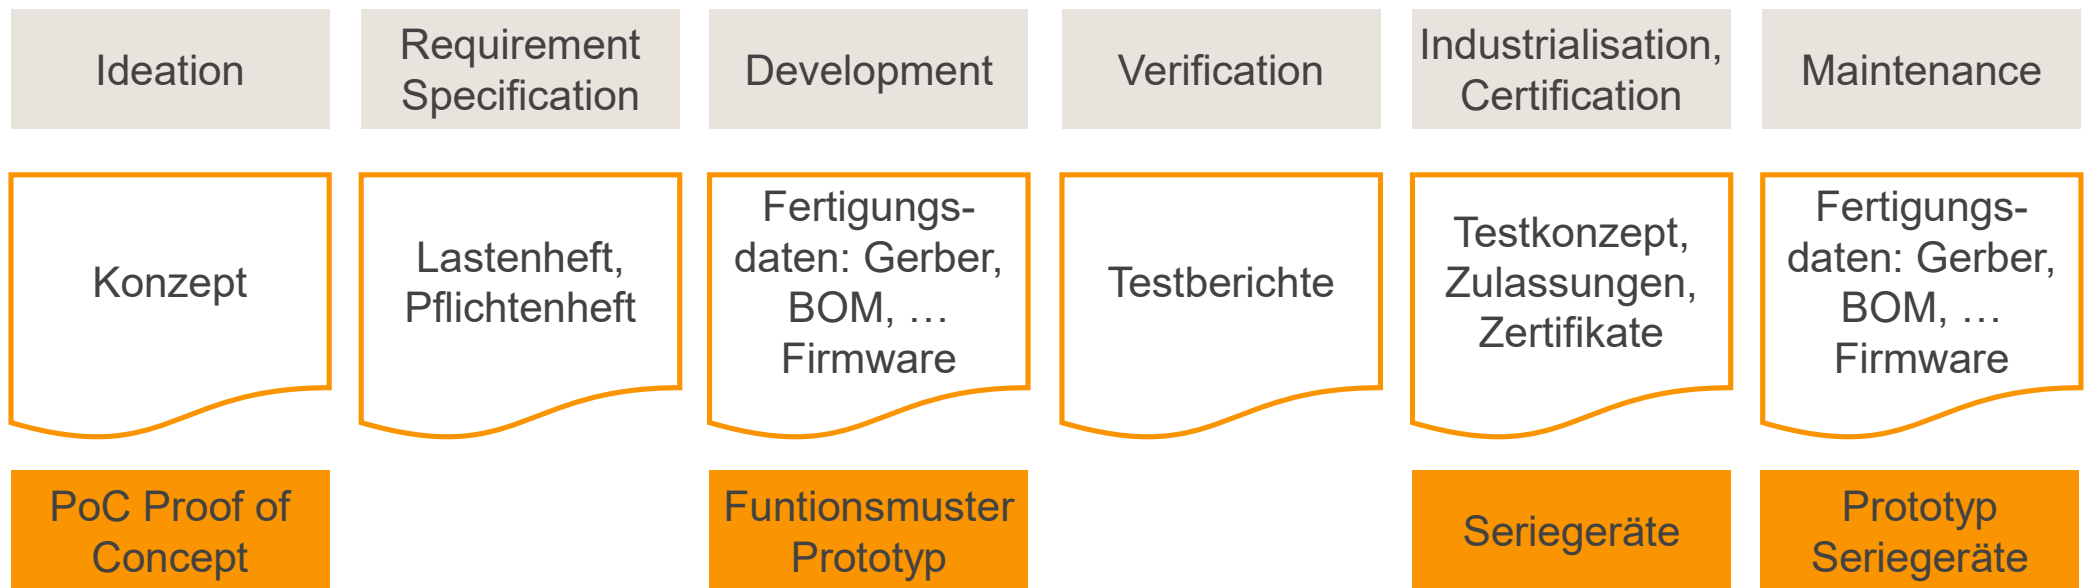 Ideation
Requirement
Specification
Development
Verification
Industrialisation,
Certification
Maintenance
Konzept
Lastenheft,
Pflichtenheft
Fertigungs-
daten: Gerber,
BOM, …
Firmware
Testberichte
Testkonzept,
Zulassungen,
Zertifikate
Fertigungs-
daten: Gerber,
BOM, …
Firmware
PoC Proof of
Concept
Funtionsmuster
Prototyp
Seriegeräte
Prototyp
Seriegeräte